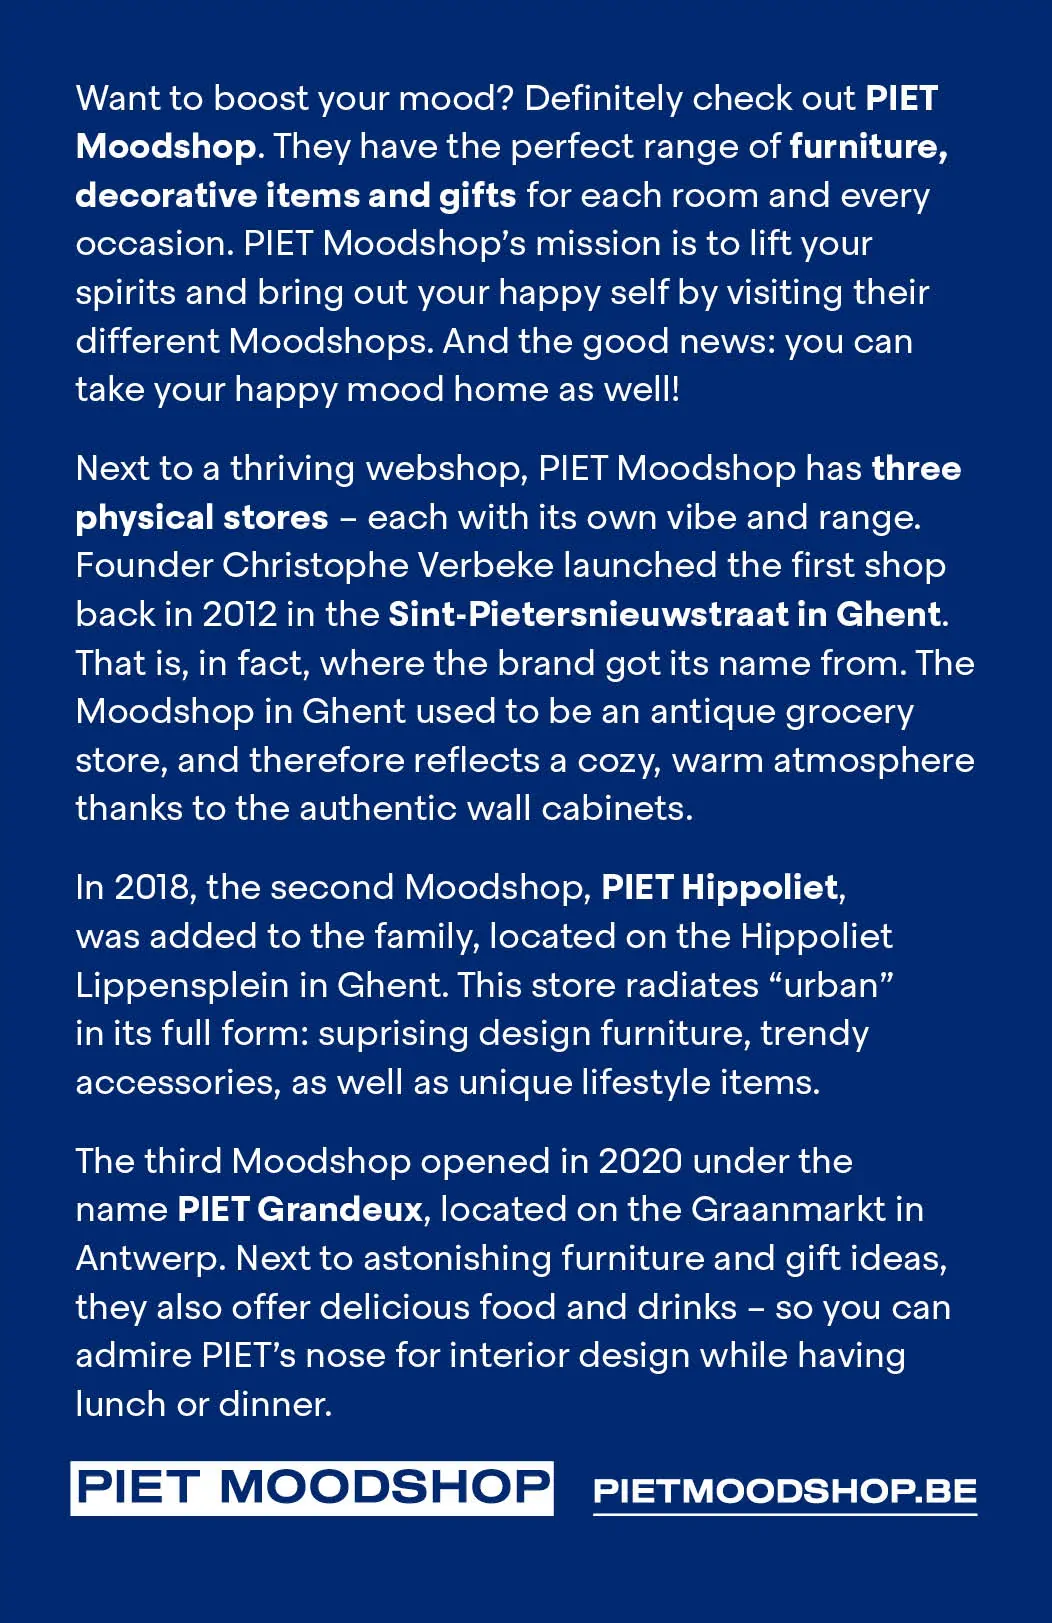 Want to boost your mood? Definitely check out PIET
Moodshop. They have the perfect range of furniture,
decorative items and gifts for each room and every
occasion. PIET Moodshop’s mission is to lift your
spirits and bring out your happy self by visiting their
different Moodshops. And the good news: you can
take your happy mood home as well!
Next to a thriving webshop, PIET Moodshop has three
physical stores – each with its own vibe and range.
Founder Christophe Verbeke launched the first shop
back in 2012 in the Sint-Pietersnieuwstraat in Ghent.
That is, in fact, where the brand got its name from. The
Moodshop in Ghent used to be an antique grocery
store, and therefore reflects a cozy, warm atmosphere
thanks to the authentic wall cabinets.
In 2018, the second Moodshop, PIET Hippoliet,
was added to the family, located on the Hippoliet
Lippensplein in Ghent. This store radiates “urban”
in its full form: suprising design furniture, trendy
accessories, as well as unique lifestyle items.
The third Moodshop opened in 2020 under the
name PIET Grandeux, located on the Graanmarkt in
Antwerp. Next to astonishing furniture and gift ideas,
they also offer delicious food and drinks – so you can
admire PIET’s nose for interior design while having
lunch or dinner.
PIET MOODSHOP PIETMOODSHOP.BE